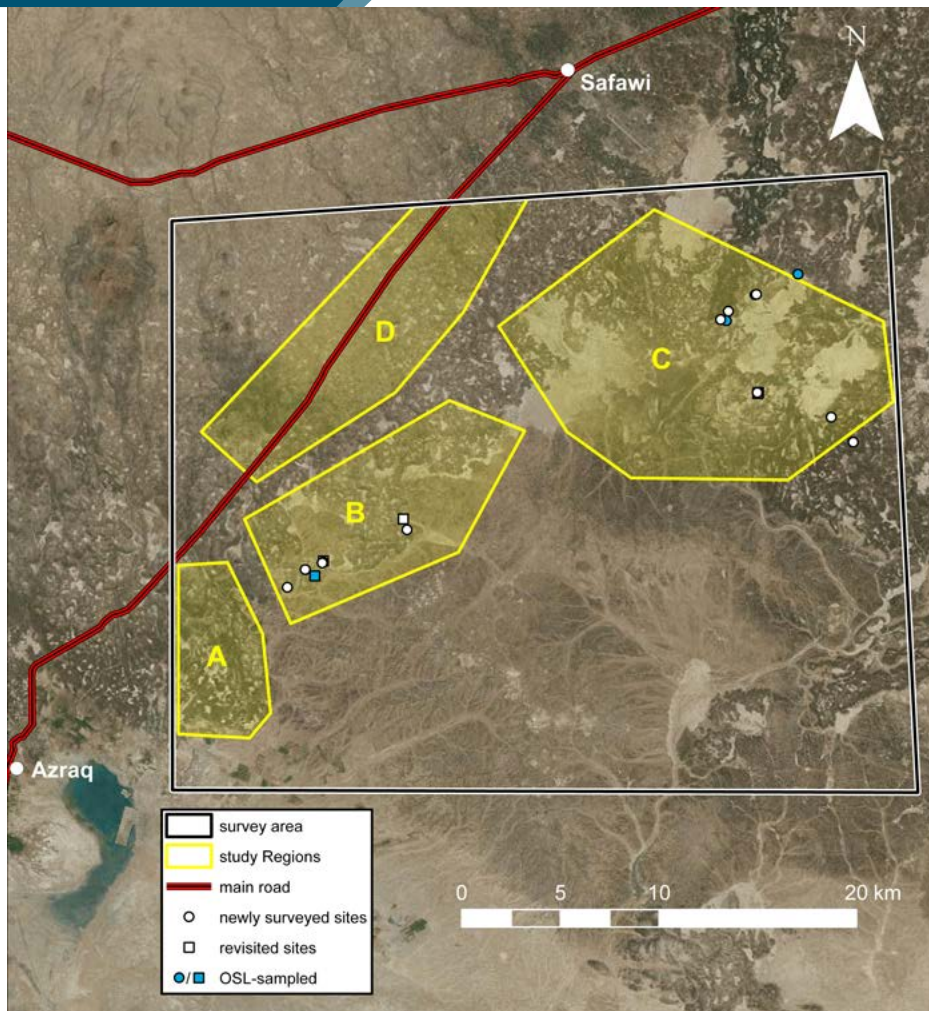 N
Safawi
D
C
B
A
Azraq
survey area
study Regions
main road
newly surveyed sites
revisited sites
OSL-sampled
0 5 10 20 km